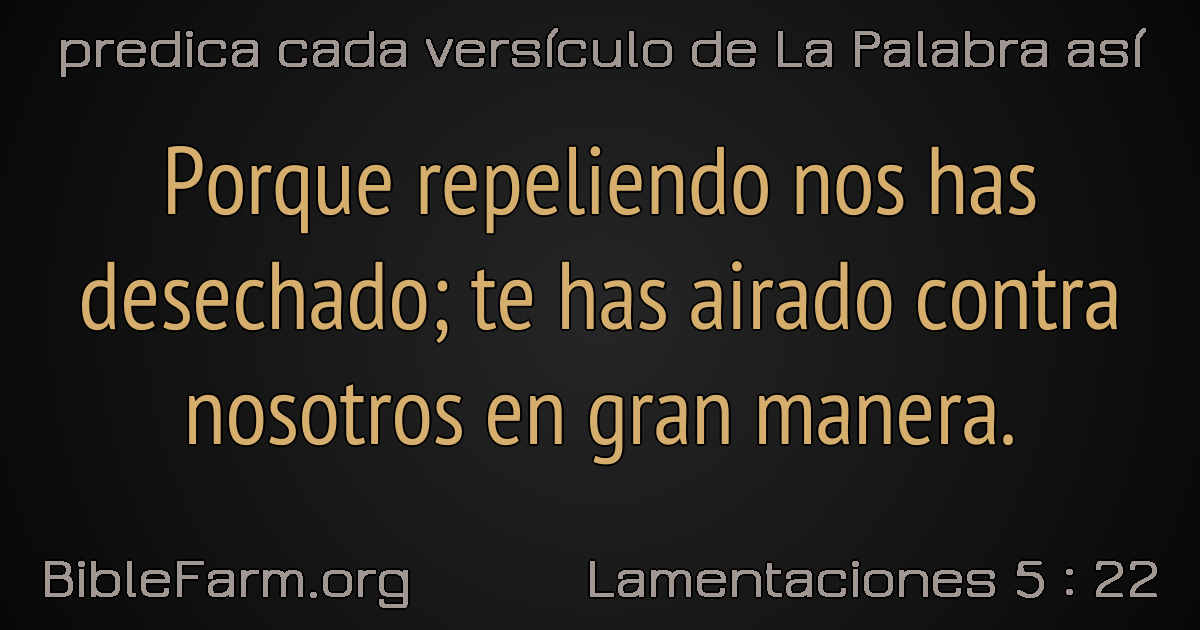 predica cada versículo de La Palabra así
Porque repeliendo nos has
desechado; te has airado contra
nosotros en gran manera.
BibleFarm.org
Lamentaciones 5 : 22